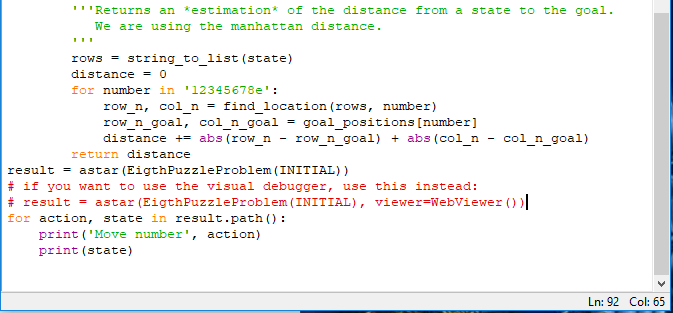 '''Returns an *estimation* of the distance from a state to the goal.
We are using the manhattan distance.
'''
rows = string_to_list(state)
distance = 0
for number in '12345678e':
row_n, col_n = find_location(rows, number)
row_n_goal, col_n_goal = goal_positions[number]
distance += abs(row_n - row_n_goal) + abs(col_n - col_n_goal)
return distance
result = astar(EigthPuzzleProblem(INITIAL))
# if you want to use the visual debugger, use this instead:
# result = astar(EigthPuzzleProblem(INITIAL), viewer=WebViewer())
for action, state in result.path():
print('Move number', action)
print(state)
Ln: 92 Col: 65